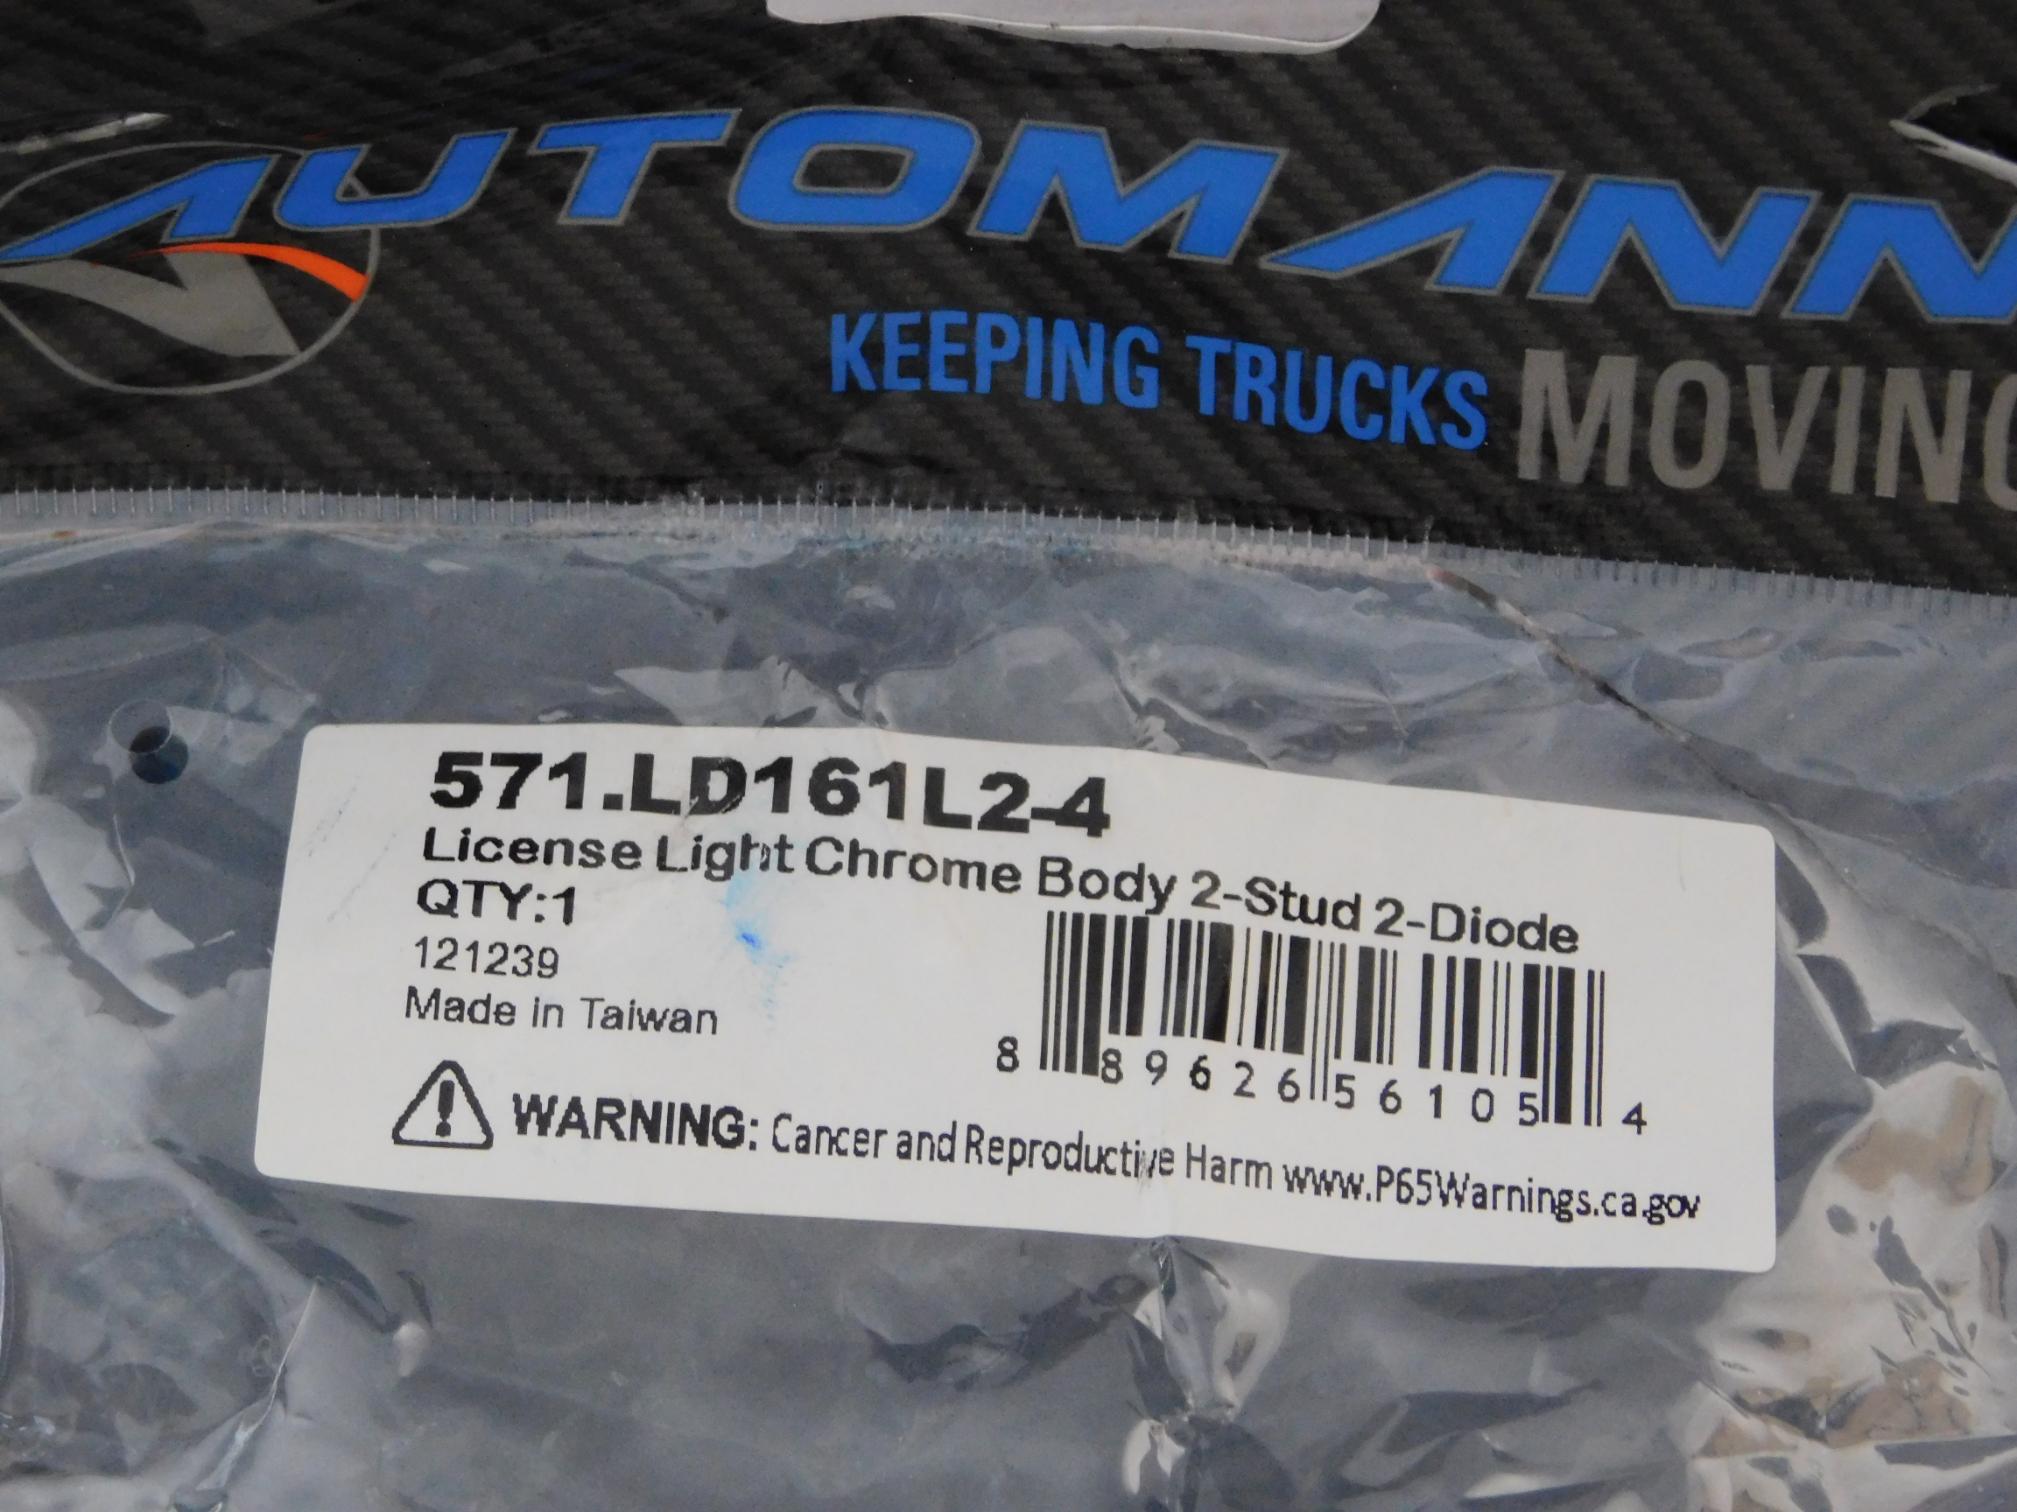 AUTOMANN
KEEPING TRUCKS MOVING
571.LD161L2-4
License Light Chrome Body 2-Stud 2-Diode
QTY:1
121239
Made in Taiwan
8 89626 56105 4
WARNING: Cancer and Reproductive Harm www.P65Warnings.ca.gov